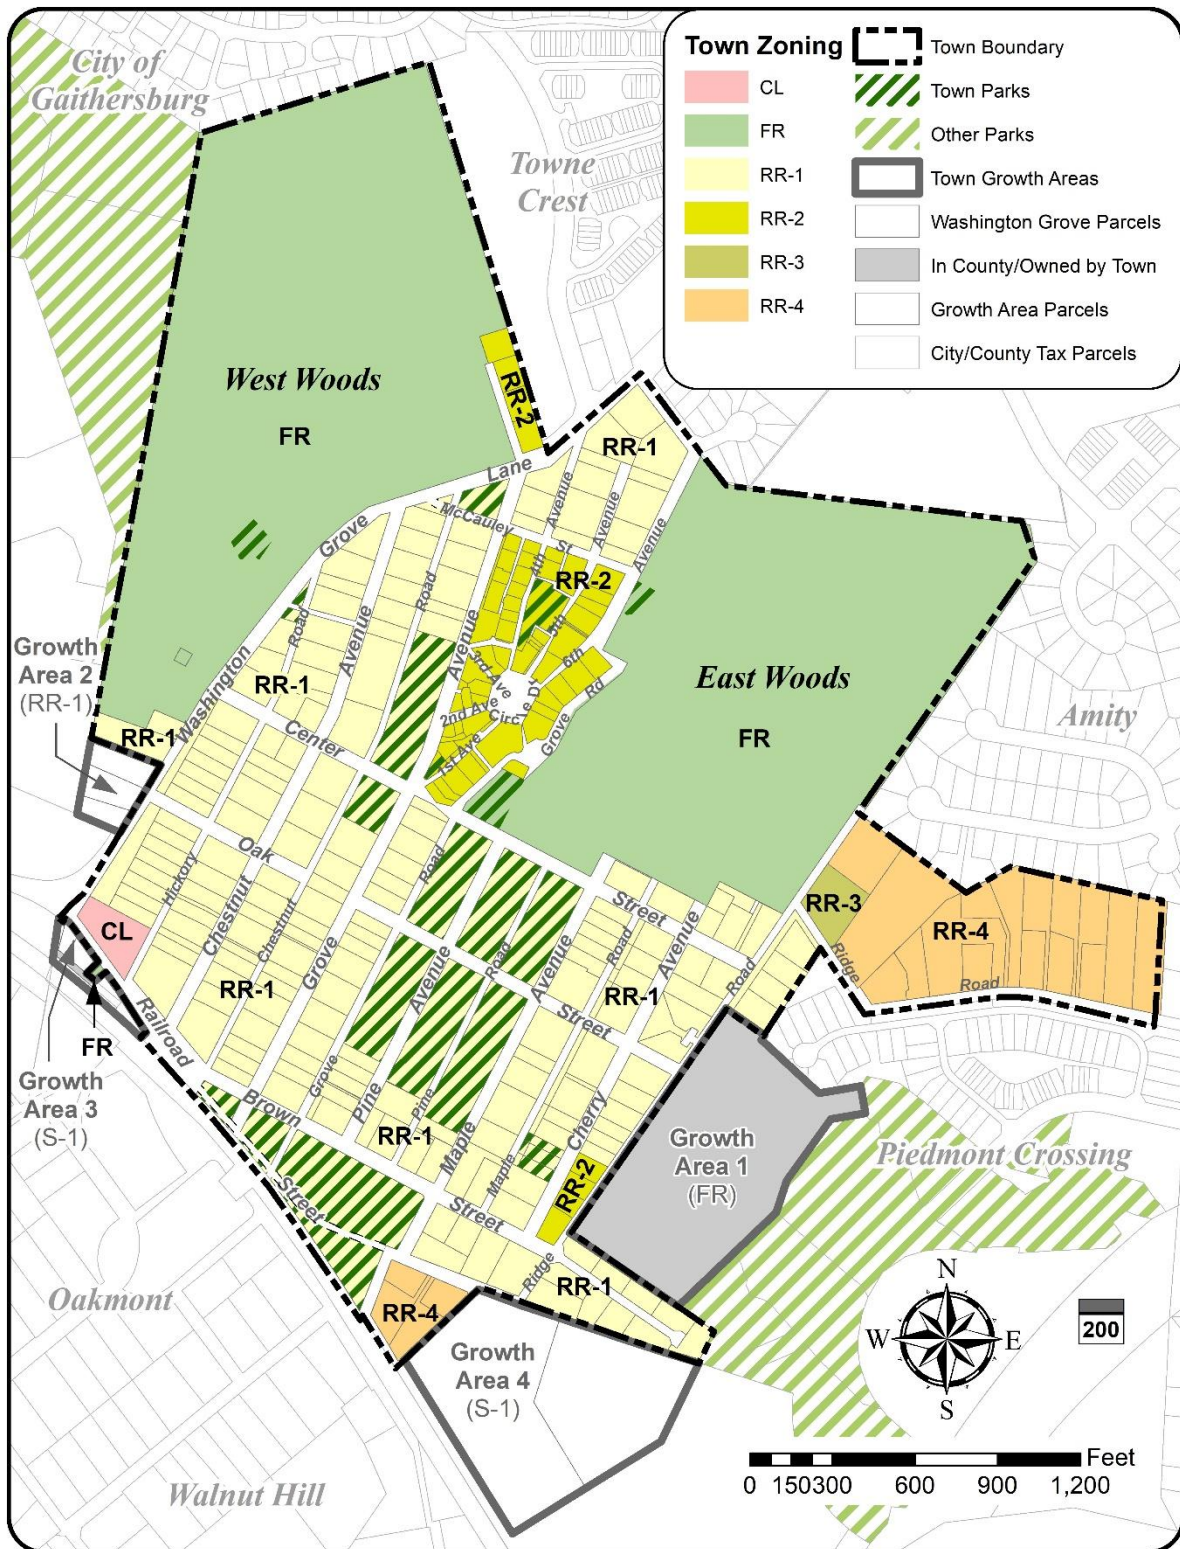 City of
Gaithersburg
Towne
Crest
Town Zoning
CL
FR
RR-1
RR-2
RR-3
RR-4
Town Boundary
Town Parks
Other Parks
Town Growth Areas
Washington Grove Parcels
In County/Owned by Town
Growth Area Parcels
City/County Tax Parcels
West Woods
FR
RR-2
RR-1
Lane
Grove
Washington
McCauley
St
Avenue
Avenue
Avenue
4th
RR-2
5th
6th
Road
Avenue
Road
Avenue
3rd Ave
2nd Ave
1st Ave
Circle
Grove
Rd
East Woods
FR
Amity
Growth
Area 2
(RR-1)
RR-1
RR-1
Center
Oak
Hickory
Chestnut
Chestnut
Grove
Road
Street
Road
Avenue
Road
RR-3
RR-4
Ridge
Road
CL
RR-1
Avenue
Road
Avenue
RR-1
Street
FR
Growth
Area 3
(S-1)
Railroad
Brown
Grove
Pine
Pine
RR-1
Maple
Maple
Cherry
RR-2
Growth
Area 1
(FR)
Piedmont Crossing
Street
Street
Ridge
RR-1
RR-4
Growth
Area 4
(S-1)
Oakmont
Walnut Hill
N
W
E
S
200
Feet
0 150 300 600 900 1,200